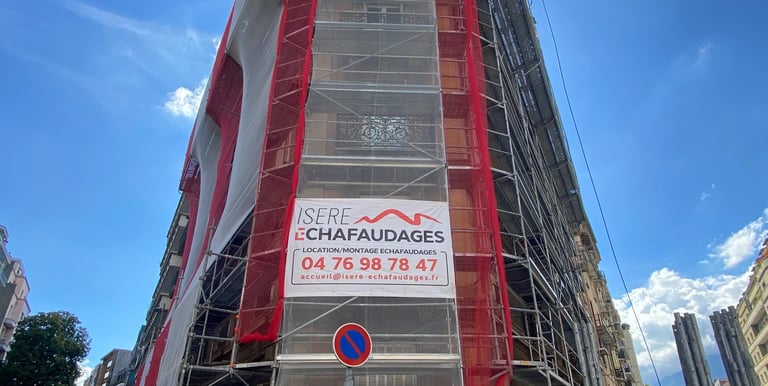 ISERE
ECHAFAUDAGES
LOCATION/MONTAGE ECHAFAUDAGES
04 76 98 78 47
accueil@isere-echafaudages.fr